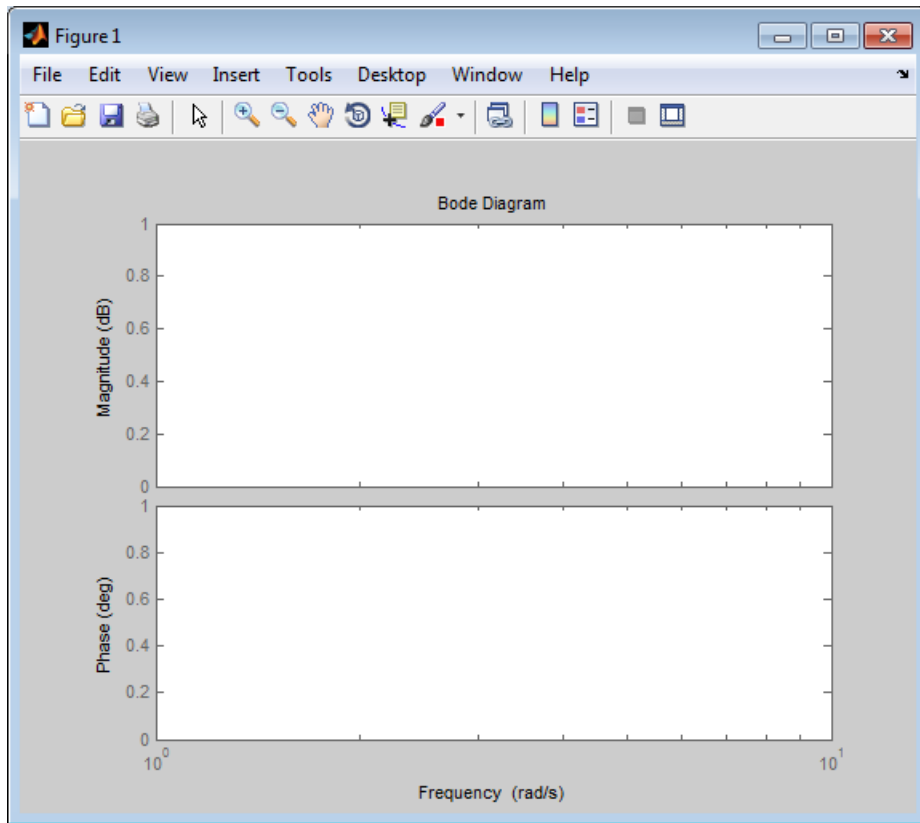 Figure 1
File Edit View Insert Tools Desktop Window Help
Bode Diagram
Magnitude (dB)
1
0.8
0.6
0.4
0.2
0
Phase (deg)
1
0.8
0.6
0.4
0.2
0
10^0 10^1
Frequency (rad/s)